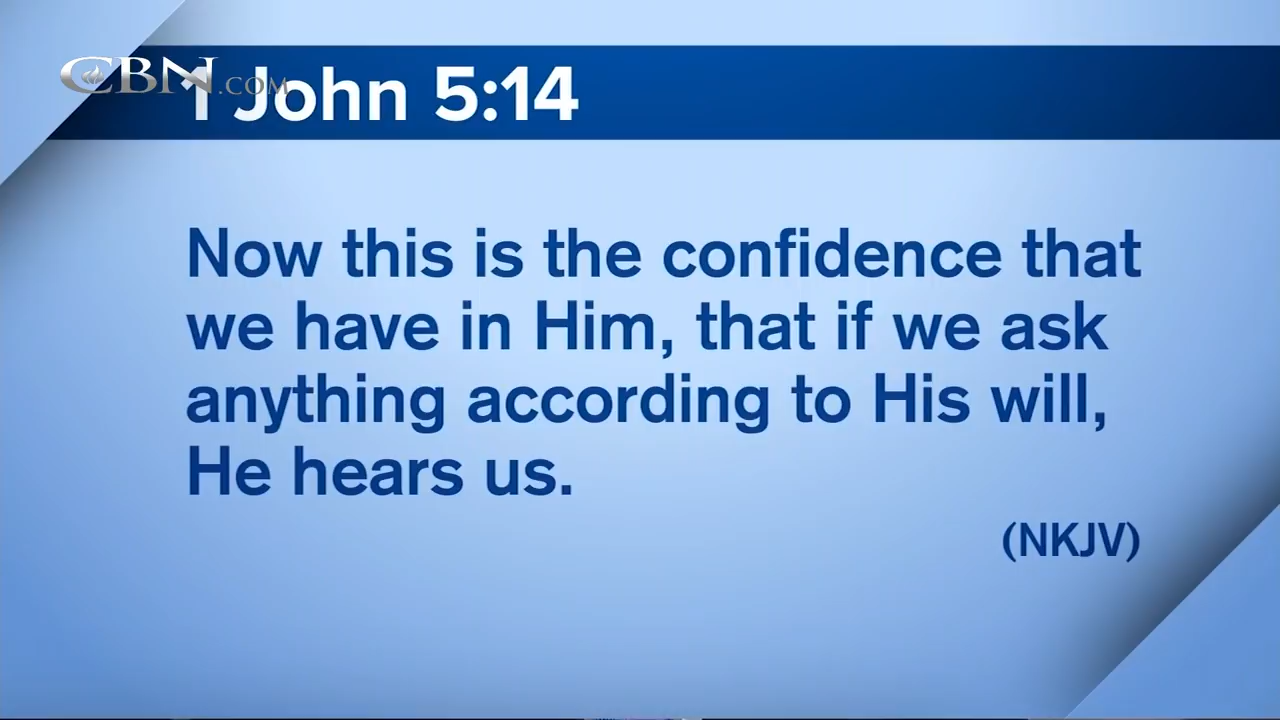 CBN.COM
1 John 5:14
Now this is the confidence that
we have in Him, that if we ask
anything according to His will,
He hears us.
(NKJV)